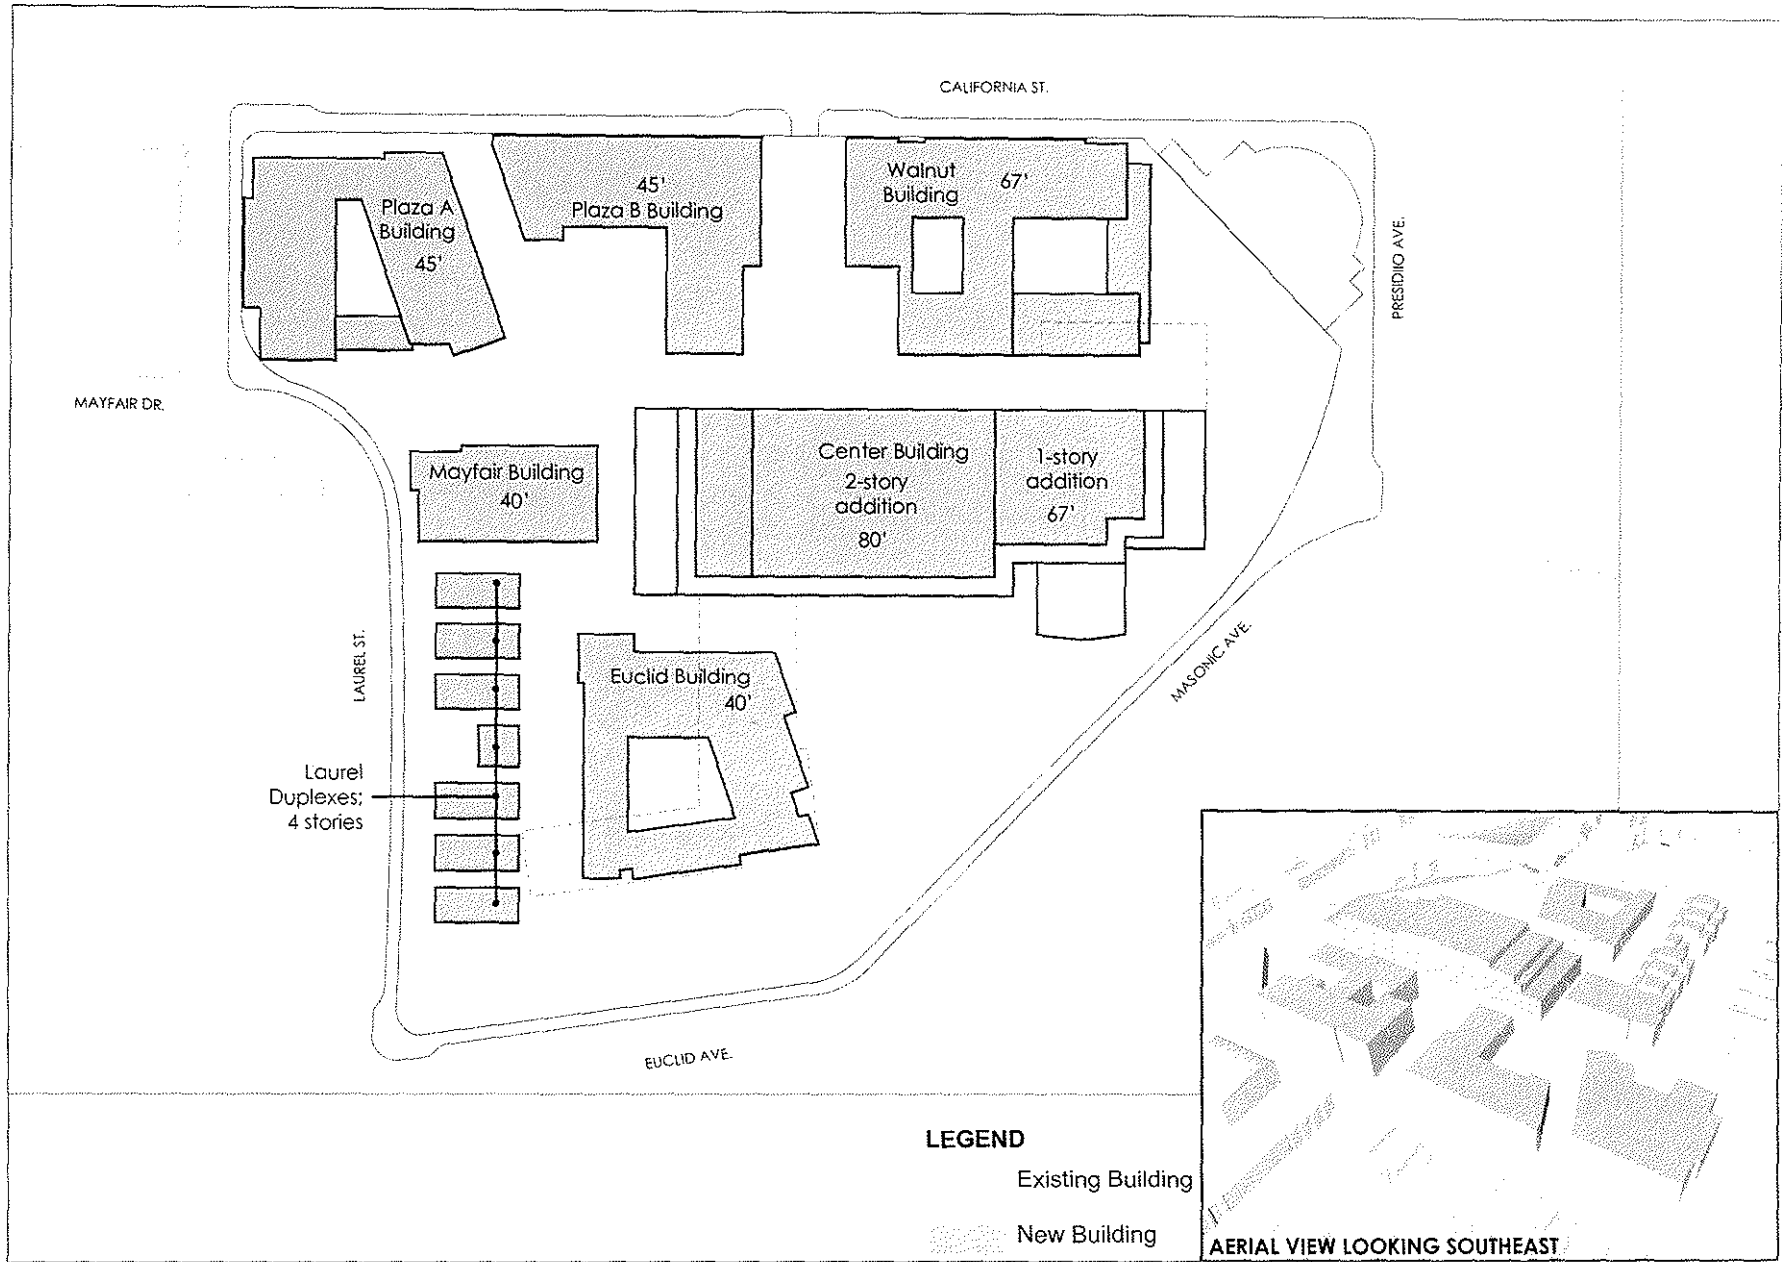 CALIFORNIA ST.
Walnut
Building
67'
45'
Plaza B Building
Plaza A
Building
45'
PRESIDIO AVE.
MAYFAIR DR.
Mayfair Building
40'
Center Building
2-story
addition
80'
1-story
addition
67'
LAUREL ST.
Euclid Building
40'
MASONIC AVE.
Laurel
Duplexes;
4 stories
EUCLID AVE.
LEGEND
Existing Building
New Building
AERIAL VIEW LOOKING SOUTHEAST